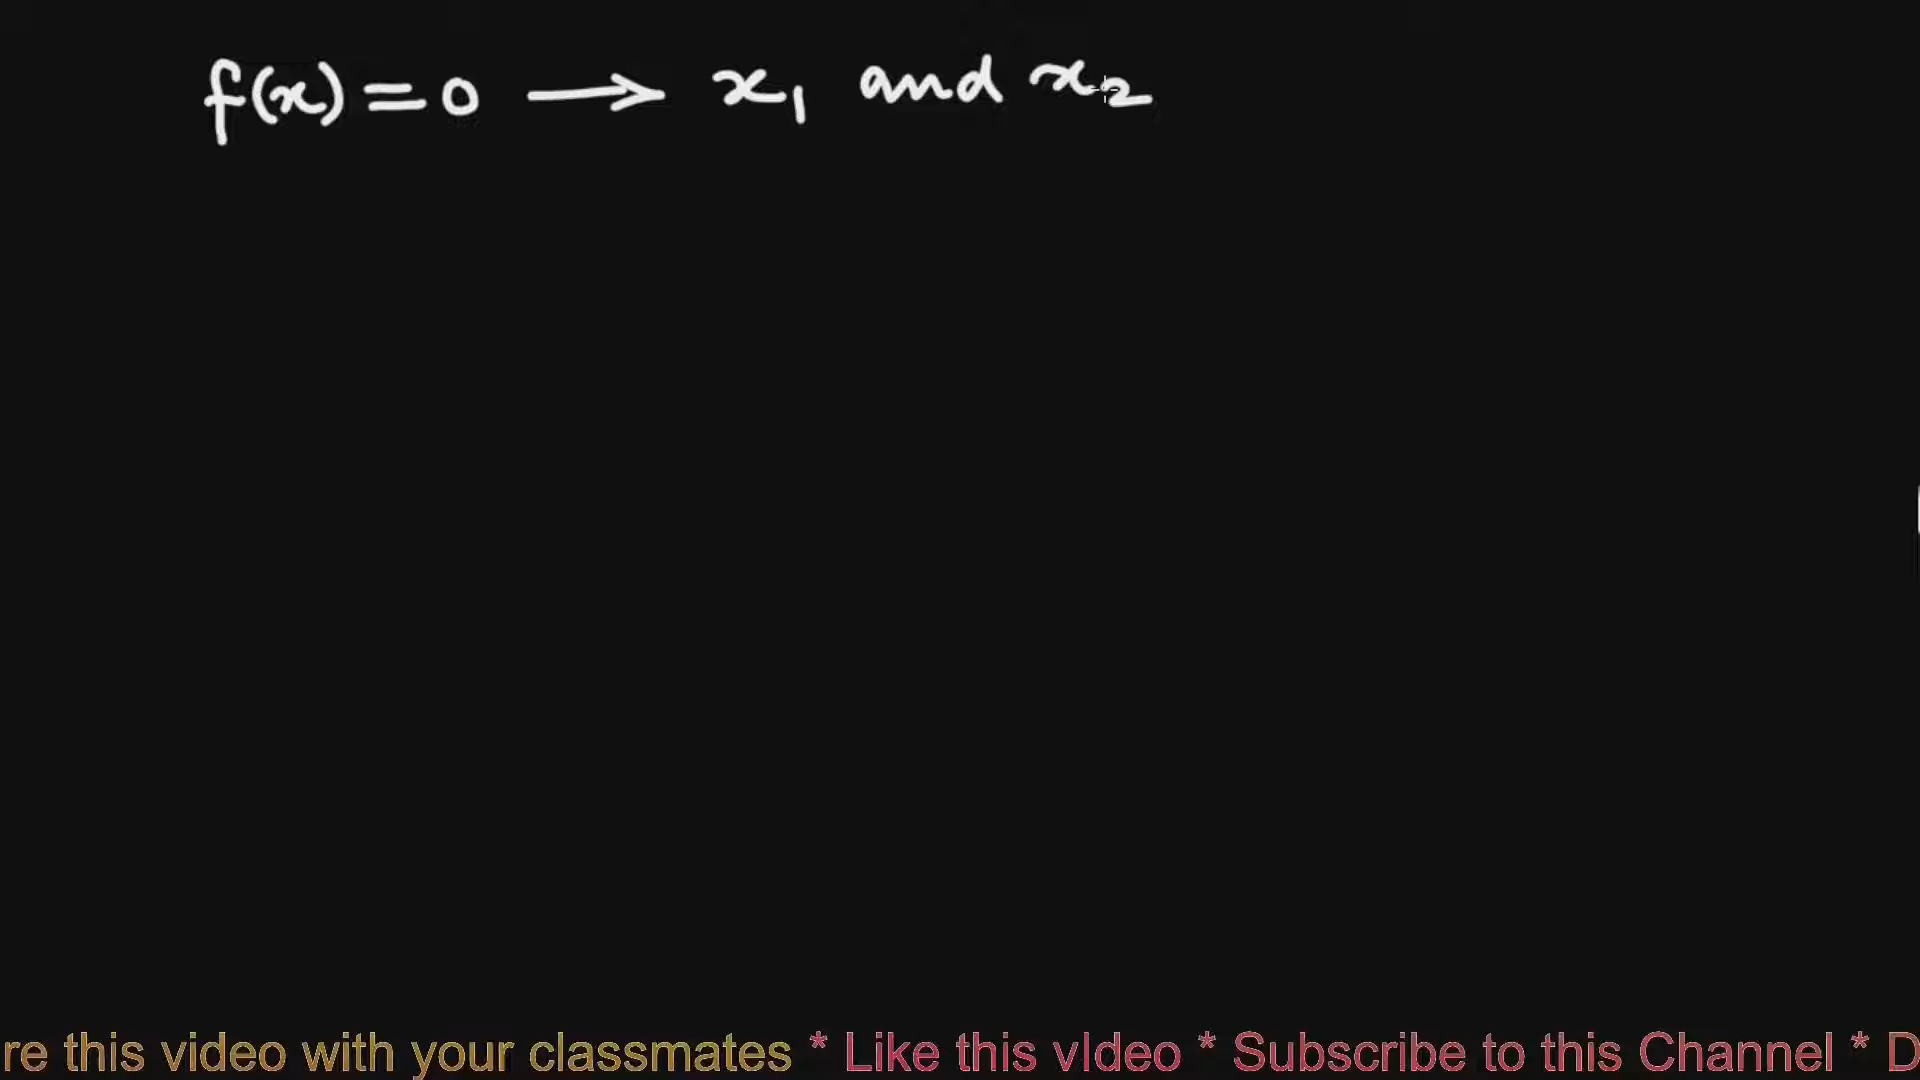 f(x) = 0 ⟶ x₁ and x₂
re this video with your classmates * Like this vIdeo * Subscribe to this Channel * D